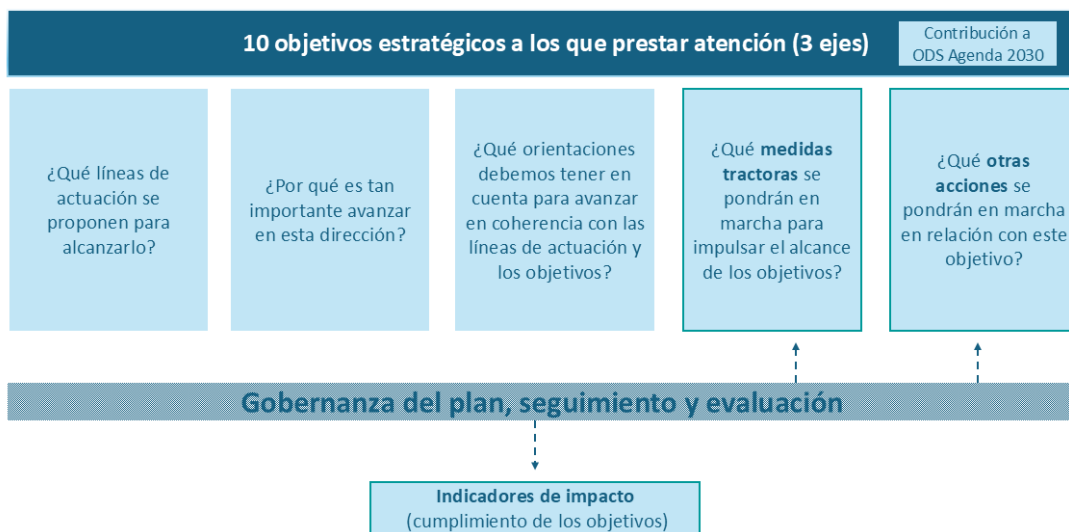 10 objetivos estratégicos a los que prestar atención (3 ejes)
Contribución a
ODS Agenda 2030
¿Qué líneas de
actuación se
proponen para
alcanzarlo?
¿Por qué es tan
importante avanzar
en esta dirección?
¿Qué orientaciones
debemos tener en
cuenta para avanzar
en coherencia con las
líneas de actuación y
los objetivos?
¿Qué medidas
tractoras se
pondrán en
marcha para
impulsar el alcance
de los objetivos?
¿Qué otras
acciones se
pondrán en marcha
en relación con este
objetivo?
Gobernanza del plan, seguimiento y evaluación
Indicadores de impacto
(cumplimiento de los objetivos)